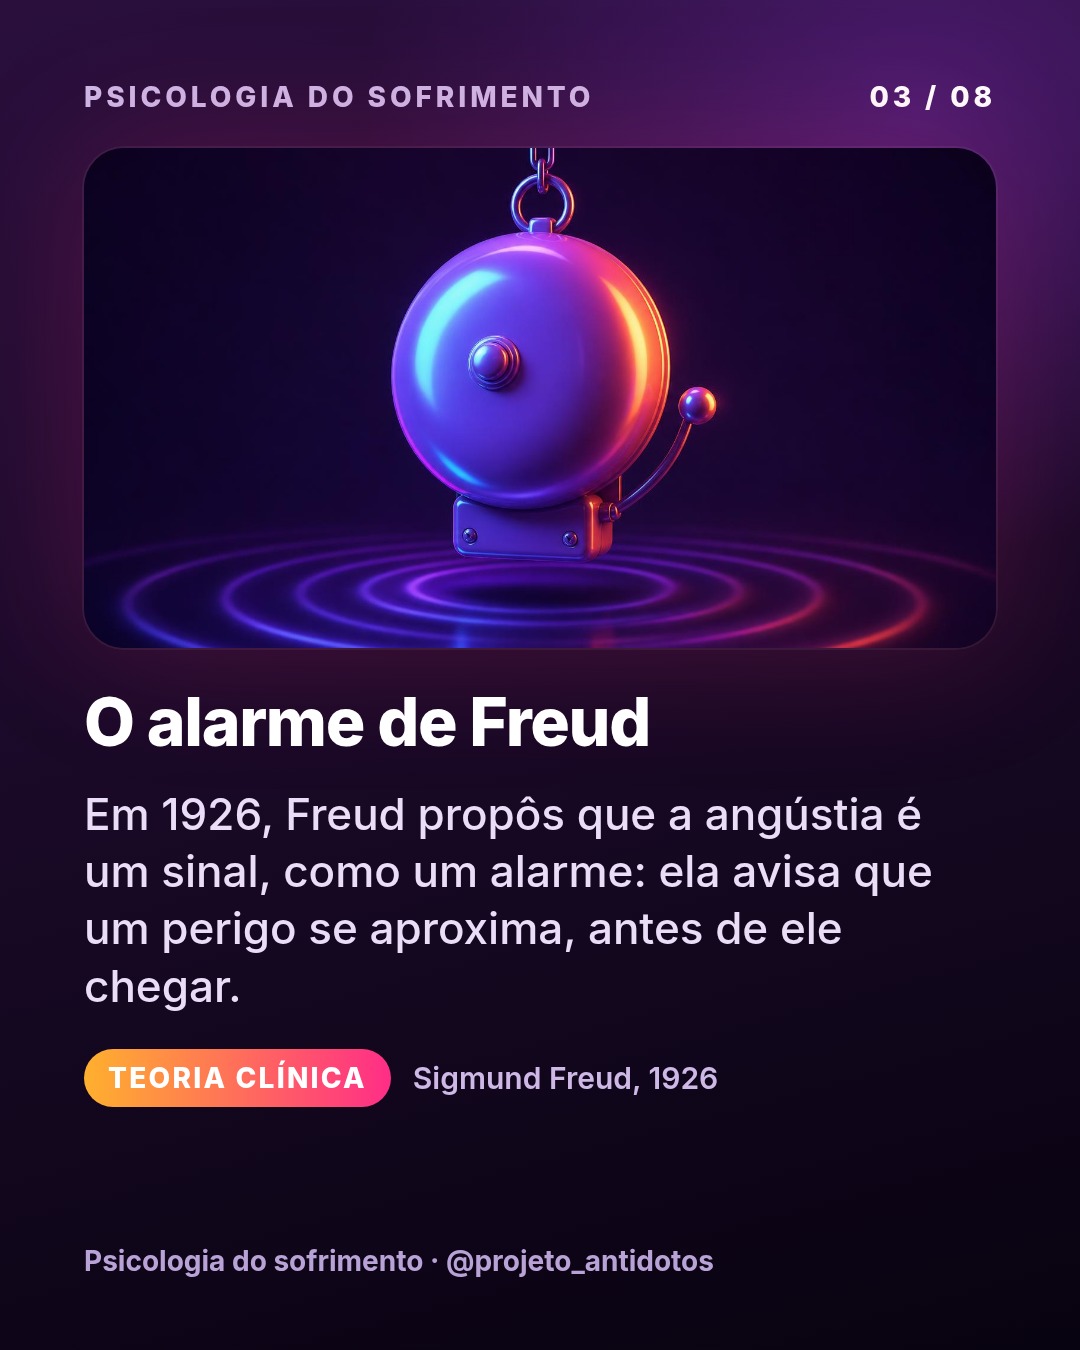 PSICOLOGIA DO SOFRIMENTO
03 / 08
O alarme de Freud
Em 1926, Freud propôs que a angústia é
um sinal, como um alarme: ela avisa que
um perigo se aproxima, antes de ele
chegar.
TEORIA CLÍNICA
Sigmund Freud, 1926
Psicologia do sofrimento · @projeto_antidotos